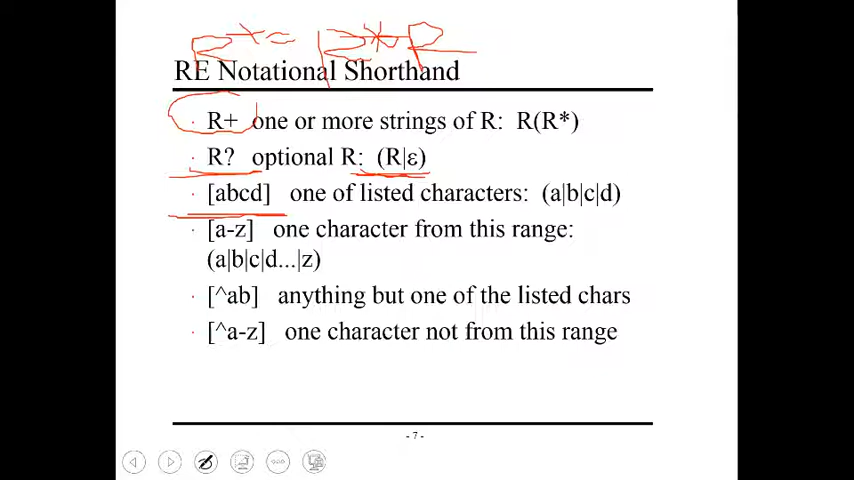 R+ = R* R
RE Notational Shorthand
· R+ one or more strings of R: R(R*)
· R? optional R: (R|ε)
· [abcd] one of listed characters: (a|b|c|d)
· [a-z] one character from this range:
(a|b|c|d...|z)
· [^ab] anything but one of the listed chars
· [^a-z] one character not from this range
- 7 -